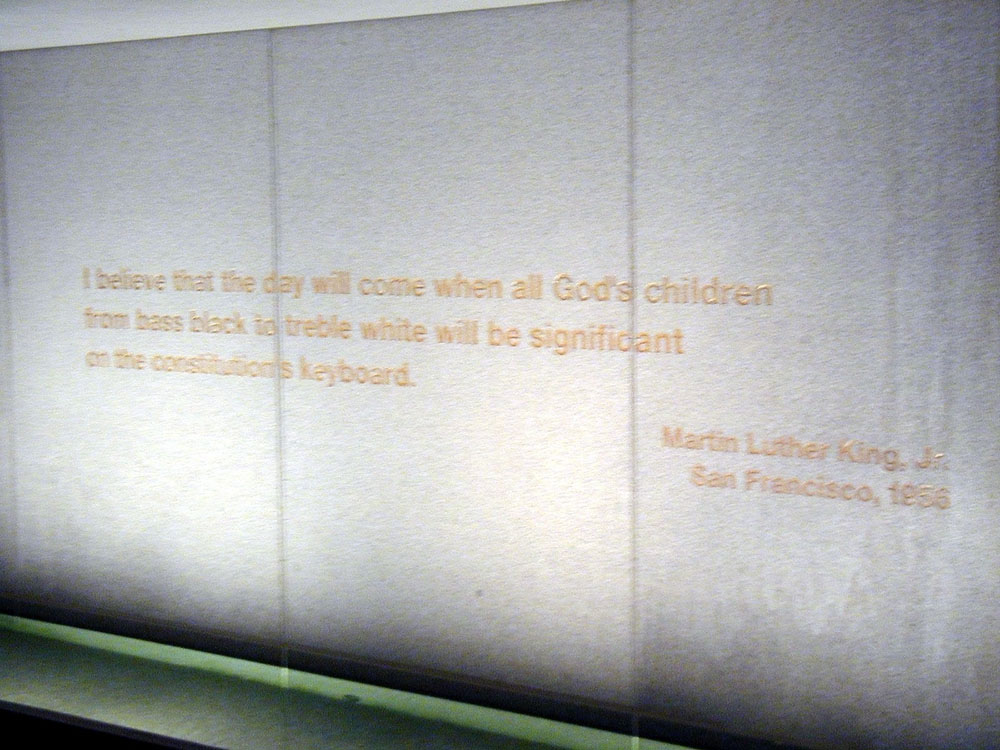 I believe that the day will come when all God's children
from bass black to treble white will be significant
on the constitution's keyboard.
Martin Luther King, Jr.
San Francisco, 1956